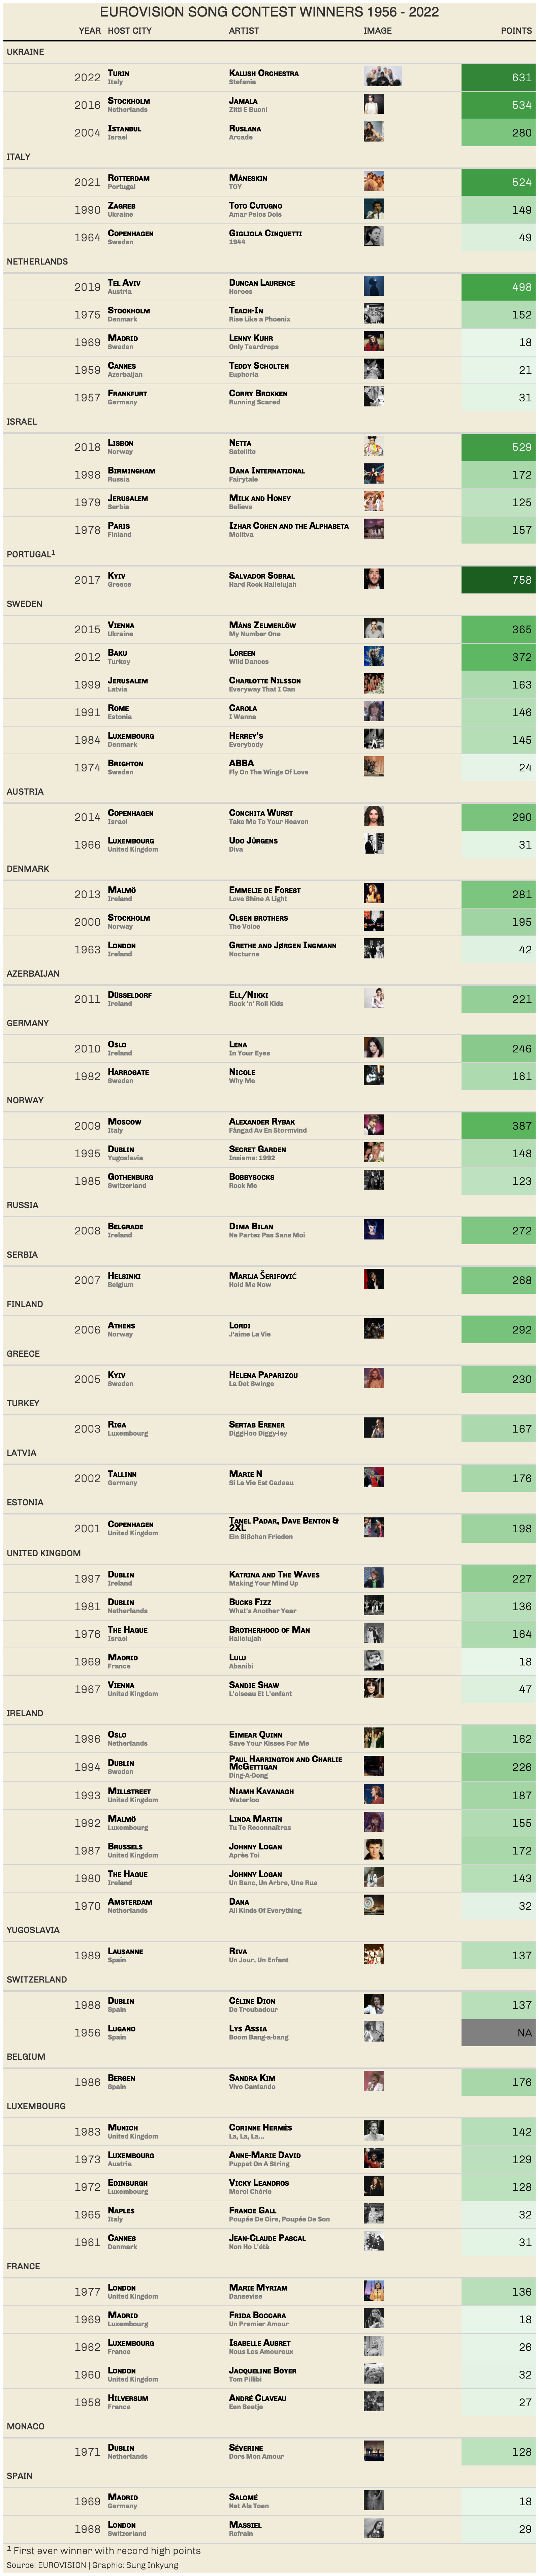 EUROVISION SONG CONTEST WINNERS 1956 - 2022
YEAR HOST CITY ARTIST IMAGE POINTS
UKRAINE
2022 Turin Kalush Orchestra 631
Italy Stefania
2016 Stockholm Jamala 534
Netherlands Zitti E Buoni
2004 Istanbul Ruslana 280
Israel Arcade
ITALY
2021 Rotterdam Måneskin 524
Portugal TOY
1990 Zagreb Toto Cutugno 149
Ukraine Amar Pelos Dois
1964 Copenhagen Gigliola Cinquetti 49
Sweden 1944
NETHERLANDS
2019 Tel Aviv Duncan Laurence 498
Austria Heroes
1975 Stockholm Teach-In 152
Denmark Rise Like a Phoenix
1969 Madrid Lenny Kuhr 18
Sweden Only Teardrops
1959 Cannes Teddy Scholten 21
Azerbaijan Euphoria
1957 Frankfurt Corry Brokken 31
Germany Running Scared
ISRAEL
2018 Lisbon Netta 529
Norway Satellite
1998 Birmingham Dana International 172
Russia Fairytale
1979 Jerusalem Milk and Honey 125
Serbia Believe
1978 Paris Izhar Cohen and the Alphabeta 157
Finland Molitva
PORTUGAL¹
2017 Kyiv Salvador Sobral 758
Greece Hard Rock Hallelujah
SWEDEN
2015 Vienna Måns Zelmerlöw 365
Ukraine My Number One
2012 Baku Loreen 372
Turkey Wild Dances
1999 Jerusalem Charlotte Nilsson 163
Latvia Everyway That I Can
1991 Rome Carola 146
Estonia I Wanna
1984 Luxembourg Herrey's 145
Denmark Everybody
1974 Brighton ABBA 24
Sweden Fly On The Wings Of Love
AUSTRIA
2014 Copenhagen Conchita Wurst 290
Israel Take Me To Your Heaven
1966 Luxembourg Udo Jürgens 31
United Kingdom Diva
DENMARK
2013 Malmö Emmelie de Forest 281
Ireland Love Shine A Light
2000 Stockholm Olsen brothers 195
Norway The Voice
1963 London Grethe and Jørgen Ingmann 42
Ireland Nocturne
AZERBAIJAN
2011 Düsseldorf Ell/Nikki 221
Ireland Rock 'n' Roll Kids
GERMANY
2010 Oslo Lena 246
Ireland In Your Eyes
1982 Harrogate Nicole 161
Sweden Why Me
NORWAY
2009 Moscow Alexander Rybak 387
Italy Fångad Av En Stormvind
1995 Dublin Secret Garden 148
Yugoslavia Insieme: 1992
1985 Gothenburg Bobbysocks 123
Switzerland Rock Me
RUSSIA
2008 Belgrade Dima Bilan 272
Ireland Ne Partez Pas Sans Moi
SERBIA
2007 Helsinki Marija Šerifović 268
Belgium Hold Me Now
FINLAND
2006 Athens Lordi 292
Norway J'aime La Vie
GREECE
2005 Kyiv Helena Paparizou 230
Sweden La Det Swinge
TURKEY
2003 Riga Sertab Erener 167
Luxembourg Diggi-loo Diggy-ley
LATVIA
2002 Tallinn Marie N 176
Germany Si La Vie Est Cadeau
ESTONIA
2001 Copenhagen Tanel Padar, Dave Benton & 198
2XL
United Kingdom Ein Bißchen Frieden
UNITED KINGDOM
1997 Dublin Katrina and The Waves 227
Ireland Making Your Mind Up
1981 Dublin Bucks Fizz 136
Netherlands What's Another Year
1976 The Hague Brotherhood of Man 164
Israel Hallelujah
1969 Madrid Lulu 18
France Abanibi
1967 Vienna Sandie Shaw 47
United Kingdom L'oiseau Et L'enfant
IRELAND
1996 Oslo Eimear Quinn 162
Netherlands Save Your Kisses For Me
1994 Dublin Paul Harrington and Charlie 226
McGettigan
Sweden Ding-A-Dong
1993 Millstreet Niamh Kavanagh 187
United Kingdom Waterloo
1992 Malmö Linda Martin 155
Luxembourg Tu Te Reconnaîtras
1987 Brussels Johnny Logan 172
United Kingdom Après Toi
1980 The Hague Johnny Logan 143
Ireland Un Banc, Un Arbre, Une Rue
1970 Amsterdam Dana 32
Netherlands All Kinds Of Everything
YUGOSLAVIA
1989 Lausanne Riva 137
Spain Un Jour, Un Enfant
SWITZERLAND
1988 Dublin Céline Dion 137
Spain De Troubadour
1956 Lugano Lys Assia NA
Spain Boom Bang-a-bang
BELGIUM
1986 Bergen Sandra Kim 176
Spain Vivo Cantando
LUXEMBOURG
1983 Munich Corinne Hermès 142
United Kingdom La, La, La...
1973 Luxembourg Anne-Marie David 129
Austria Puppet On A String
1972 Edinburgh Vicky Leandros 128
Luxembourg Merci Chérie
1965 Naples France Gall 32
Italy Poupée De Cire, Poupée De Son
1961 Cannes Jean-Claude Pascal 31
Denmark Non Ho L'età
FRANCE
1977 London Marie Myriam 136
United Kingdom Dansevise
1969 Madrid Frida Boccara 18
Luxembourg Un Premier Amour
1962 Luxembourg Isabelle Aubret 26
France Nous Les Amoureux
1960 London Jacqueline Boyer 32
United Kingdom Tom Pillibi
1958 Hilversum André Claveau 27
France Een Beetje
MONACO
1971 Dublin Séverine 128
Netherlands Dors Mon Amour
SPAIN
1969 Madrid Salomé 18
Germany Net Als Toen
1968 London Massiel 29
Switzerland Refrain
¹ First ever winner with record high points
Source: EUROVISION | Graphic: Sung Inkyung